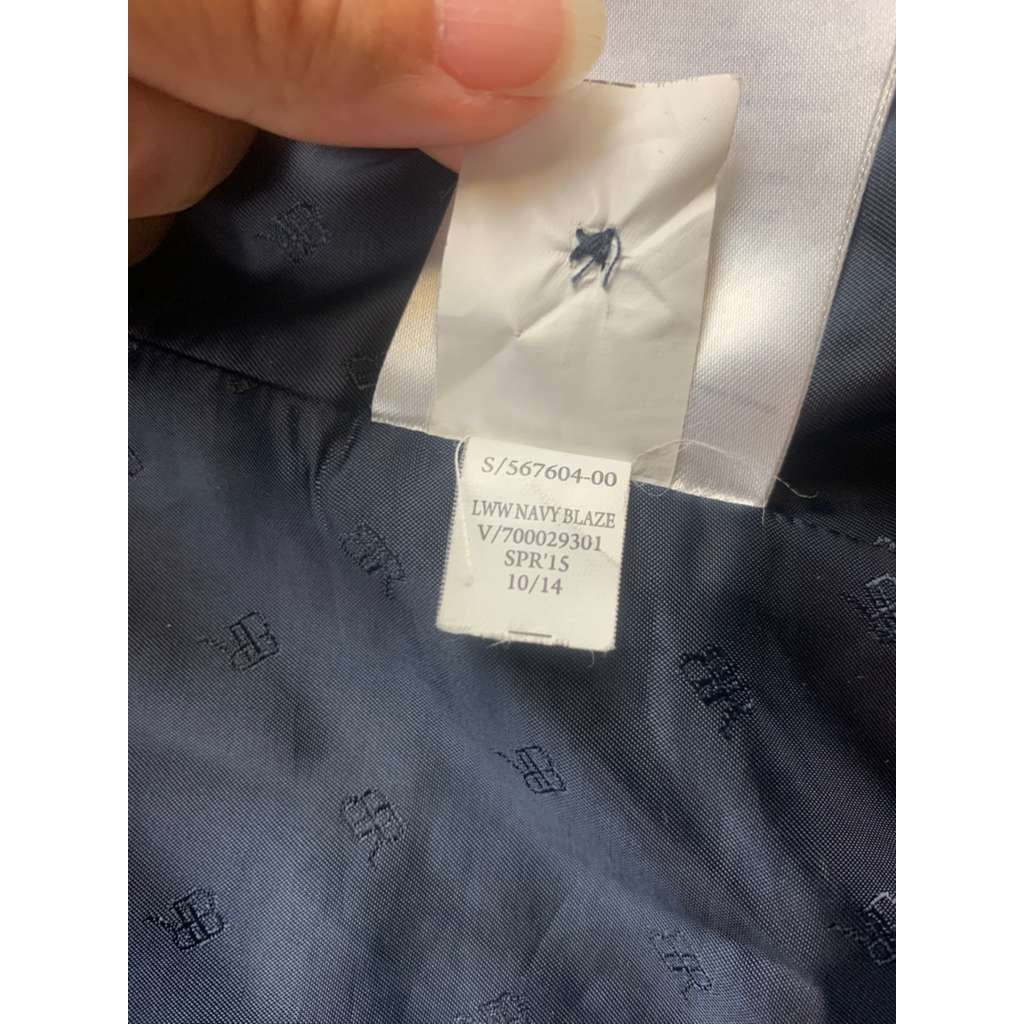 S/567604-00
LWW NAVY BLAZE
V/700029301
SPR'15
10/14